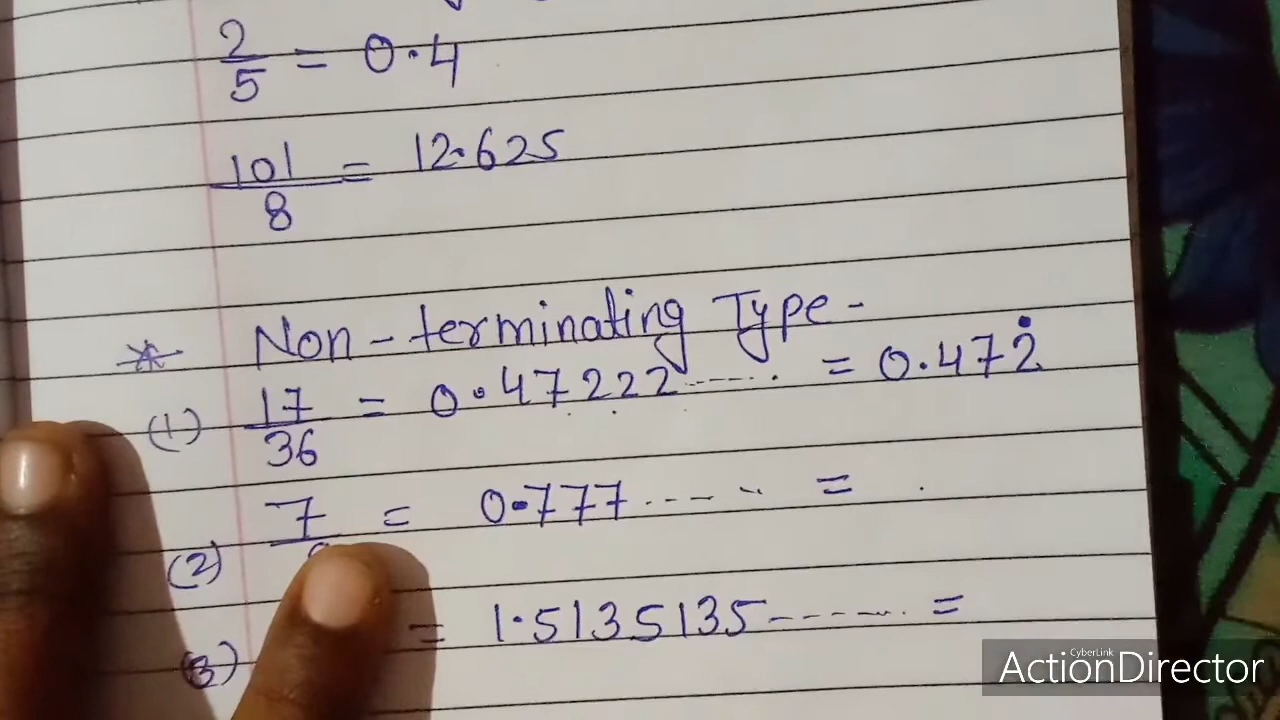 2/5 = 0.4
101/8 = 12.625
* Non-terminating Type -
(1) 17/36 = 0.47222....... = 0.472̇
(2) 7/ = 0.777....... =
(3) = 1.5135135....... =
CyberLink
ActionDirector